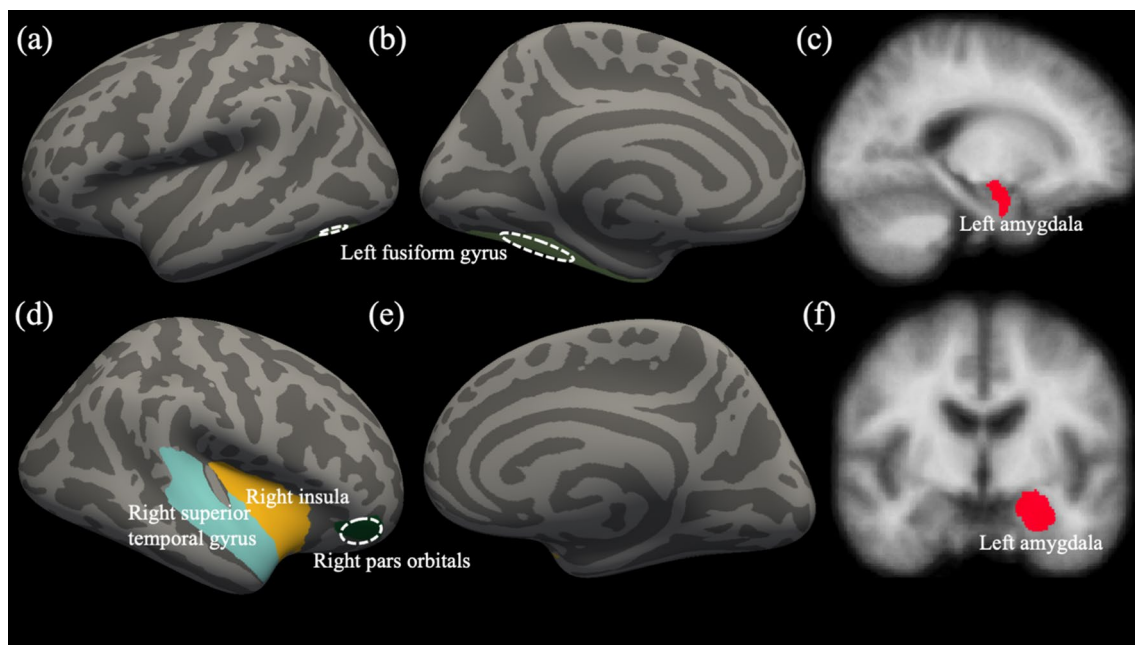 (a)
(b)
(c)
Left fusiform gyrus
Left amygdala
(d)
(e)
(f)
Right insula
Right superior
temporal gyrus
Right pars orbitals
Left amygdala